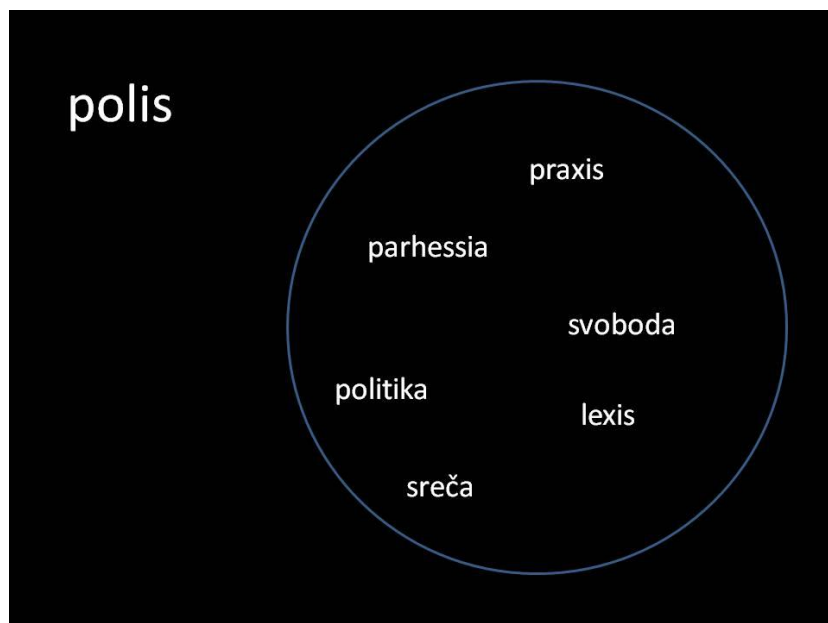 polis
praxis
parhessia
svoboda
politika
lexis
sreča